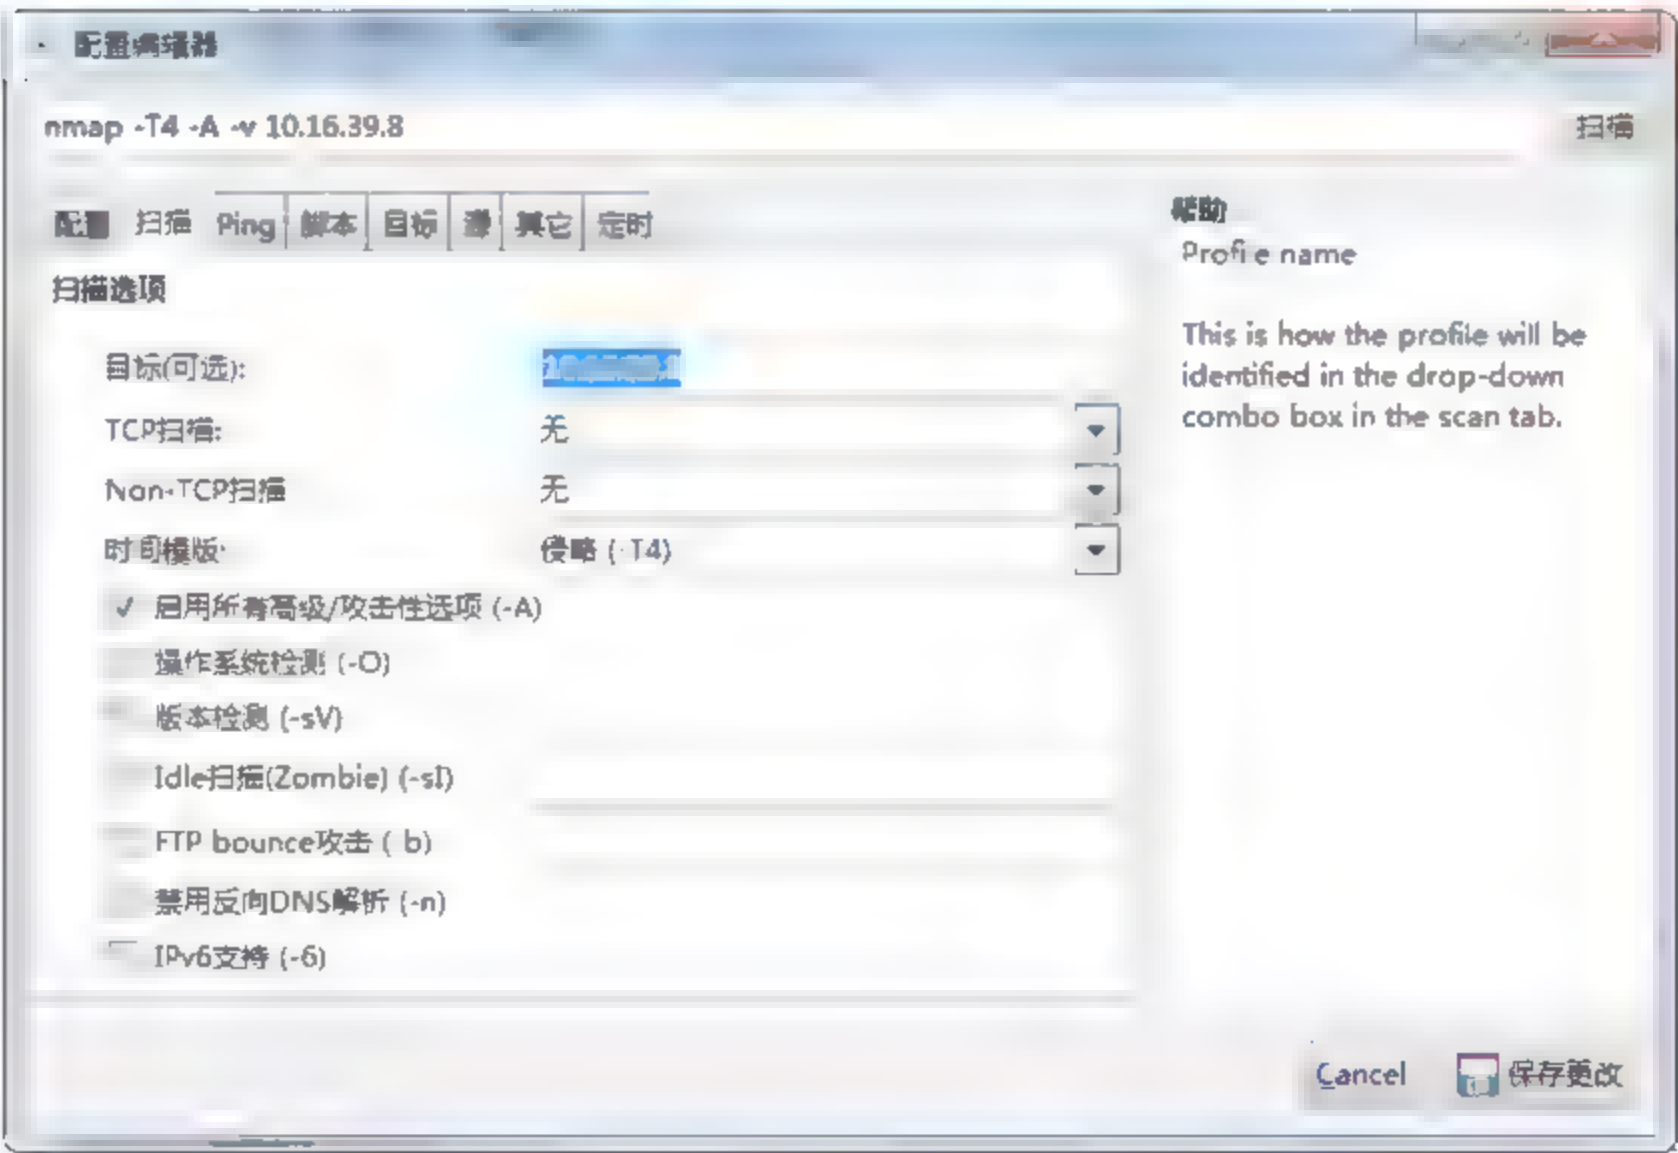 配置编辑器
nmap -T4 -A -v 10.16.39.8
扫描
配置 扫描 Ping 脚本 目标 源 其它 定时
扫描选项
目标(可选):
TCP扫描: 无
Non-TCP扫描 无
时间模版: 侵略 (-T4)
✓ 启用所有高级/攻击性选项 (-A)
操作系统检测 (-O)
版本检测 (-sV)
Idle扫描(Zombie) (-sI)
FTP bounce攻击 (-b)
禁用反向DNS解析 (-n)
IPv6支持 (-6)
帮助
Profile name
This is how the profile will be
identified in the drop-down
combo box in the scan tab.
Cancel 保存更改